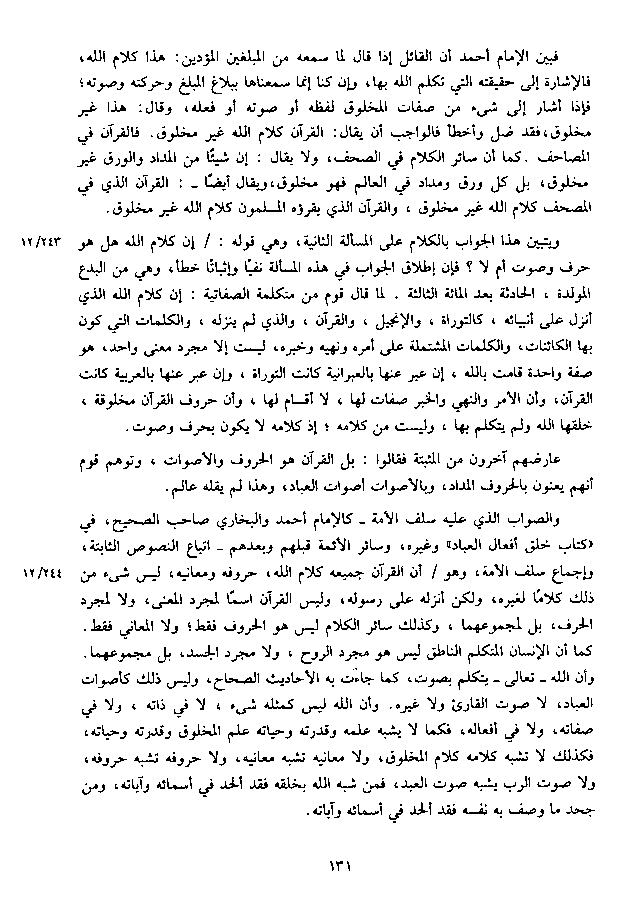 فبين الإمام أحمد أن القائل إذا قال لما سمعه من المبلغين المؤدين: هذا كلام الله،
فالإشارة إلى حقيقته التي تكلم الله بها، وإن كنا إنما سمعناها ببلاغ المبلغ وحركته وصوته؛
فإذا أشار إلى شىء من صفات المخلوق لفظه أو صوته أو فعله، وقال: هذا غير
مخلوق،فقد ضل وأخطأ فالواجب أن يقال: القرآن كلام الله غير مخلوق. فالقرآن في
المصاحف .كما أن سائر الكلام في الصحف، ولا يقال : إن شيئًا من المداد والورق غير
مخلوق، بل كل ورق ومداد في العالم فهو مخلوق،ويقال أيضًا ـ : القرآن الذي في
المصحف كلام الله غير مخلوق ، والقرآن الذي يقرؤه المسلمون كلام الله غير مخلوق.
ويتبين هذا الجواب بالكلام على المسألة الثانية، وهي قوله : / إن كلام الله هل هو ١٢/٢٤٣
حرف وصوت أم لا ؟ فإن إطلاق الجواب في هذه المسألة نفيًا وإثباتًا خطأ، وهي من البدع
المولدة ، الحادثة بعد المائة الثالثة . لما قال قوم من متكلمة الصفاتية : إن كلام الله الذي
أنزل على أنبيائه ، كالتوراة ، والإنجيل ، والقرآن ، والذي لم ينزله ، والكلمات التي كون
بها الكائنات، والكلمات المشتملة على أمره ونهيه وخبره، ليست إلا مجرد معنى واحد، هو
صفة واحدة قامت بالله ، إن عبر عنها بالعبرانية كانت التوراة ، وإن عبر عنها بالعربية كانت
القرآن، وأن الأمر والنهي والخبر صفات لها ، لا أقسام لها ، وأن حروف القرآن مخلوقة ،
خلقها الله ولم يتكلم بها ، وليست من كلامه ؛ إذ كلامه لا يكون بحرف وصوت.
عارضهم آخرون من المثبتة فقالوا : بل القرآن هو الحروف والأصوات ، وتوهم قوم
أنهم يعنون بالحروف المداد، وبالأصوات أصوات العباد، وهذا لم يقله عالم.
والصواب الذي عليه سلف الأمة ـ كالإمام أحمد والبخاري صاحب الصحيح، في
«كتاب خلق أفعال العباد» وغيره، وسائر الأئمة قبلهم وبعدهم ـ اتباع النصوص الثابتة،
وإجماع سلف الأمة، وهو / أن القرآن جميعه كلام الله، حروفه ومعانيه، ليس شىء من ١٢/٢٤٤
ذلك كلامًا لغيره، ولكن أنزله على رسوله، وليس القرآن اسمًا لمجرد المعنى، ولا لمجرد
الحرف، بل لمجموعهما ، وكذلك سائر الكلام ليس هو الحروف فقط؛ ولا المعاني فقط.
كما أن الإنسان المتكلم الناطق ليس هو مجرد الروح ، ولا مجرد الجسد، بل مجموعهما.
وأن الله ـ تعالى ـ يتكلم بصوت، كما جاءت به الأحاديث الصحاح، وليس ذلك كأصوات
العباد، لا صوت القارئ ولا غيره. وأن الله ليس كمثله شىء ، لا في ذاته ، ولا في
صفاته، ولا في أفعاله، فكما لا يشبه علمه وقدرته وحياته علم المخلوق وقدرته وحياته،
فكذلك لا تشبه كلامه كلام المخلوق، ولا معانيه تشبه معانيه، ولا حروفه تشبه حروفه،
ولا صوت الرب يشبه صوت العبد، فمن شبه الله بخلقه فقد ألحد في أسمائه وآياته، ومن
جحد ما وصف به نفسه فقد ألحد في أسمائه وآياته.
١٣١